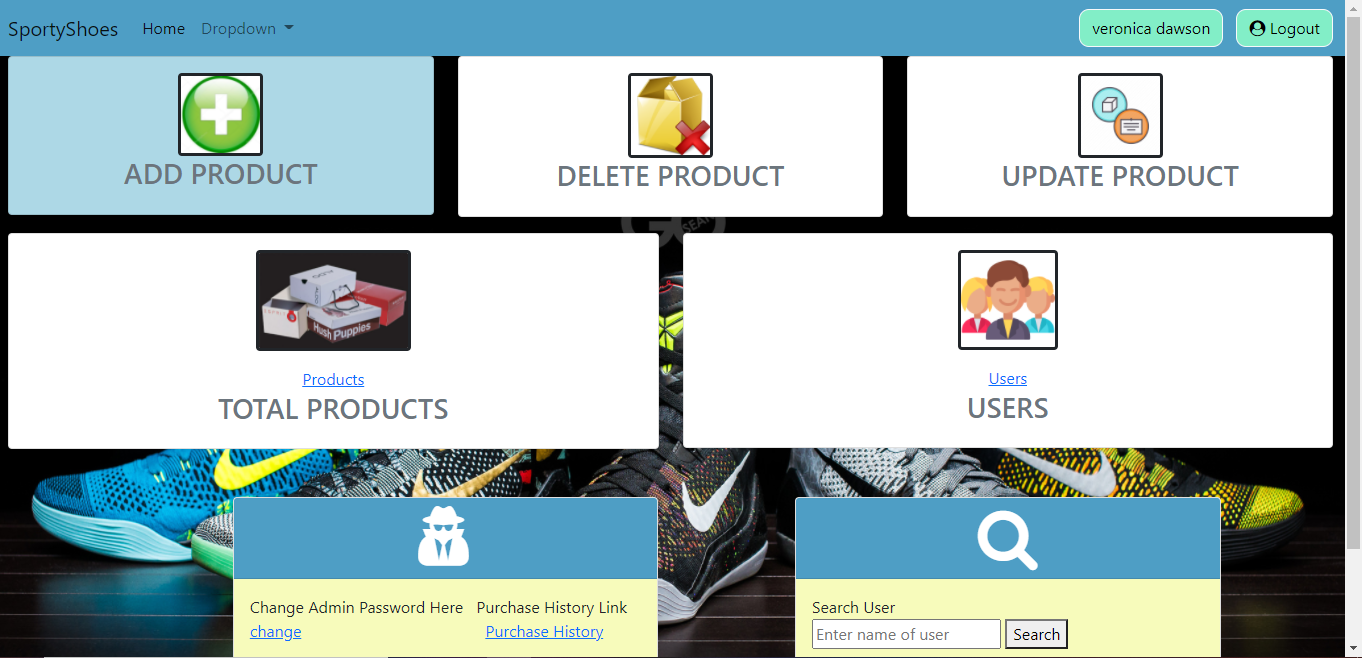 SportyShoes Home Dropdown veronica dawson Logout
ADD PRODUCT DELETE PRODUCT UPDATE PRODUCT
Hush Puppies
Products Users
TOTAL PRODUCTS USERS
Change Admin Password Here Purchase History Link
change Purchase History
Search User
Enter name of user Search